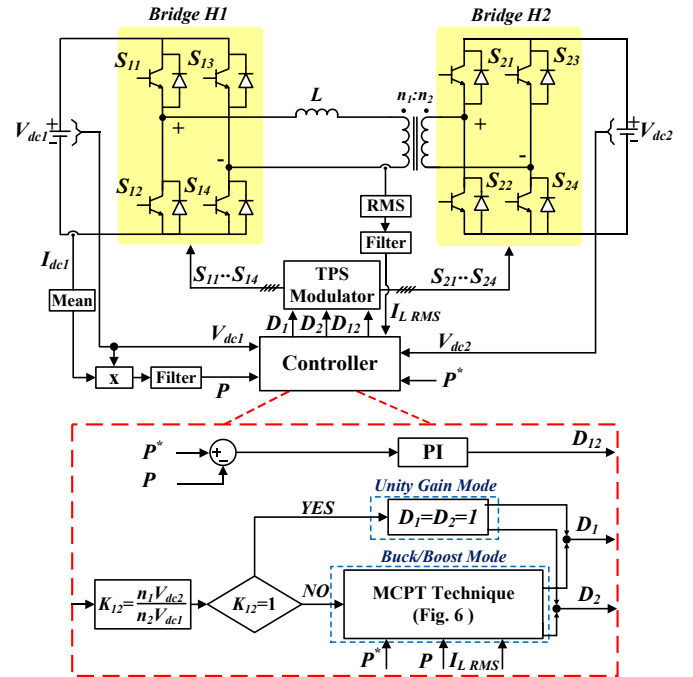 Bridge H1
Bridge H2
S11
S13
S21
S23
L
n1:n2
+
+
Vdc1
+
-
-
-
+
-
Vdc2
S12
S14
S22
S24
RMS
Filter
Idc1
Mean
S11··S14
TPS
Modulator
S21··S24
IL RMS
D1
D2
D12
Vdc1
Controller
Vdc2
x
Filter
P
P*
P*
+
-
PI
D12
P
Unity Gain Mode
YES
D1=D2=1
D1
Buck/Boost Mode
K12=n1Vdc2/n2Vdc1
K12=1
NO
MCPT Technique
(Fig. 6 )
D2
P*
P
IL RMS